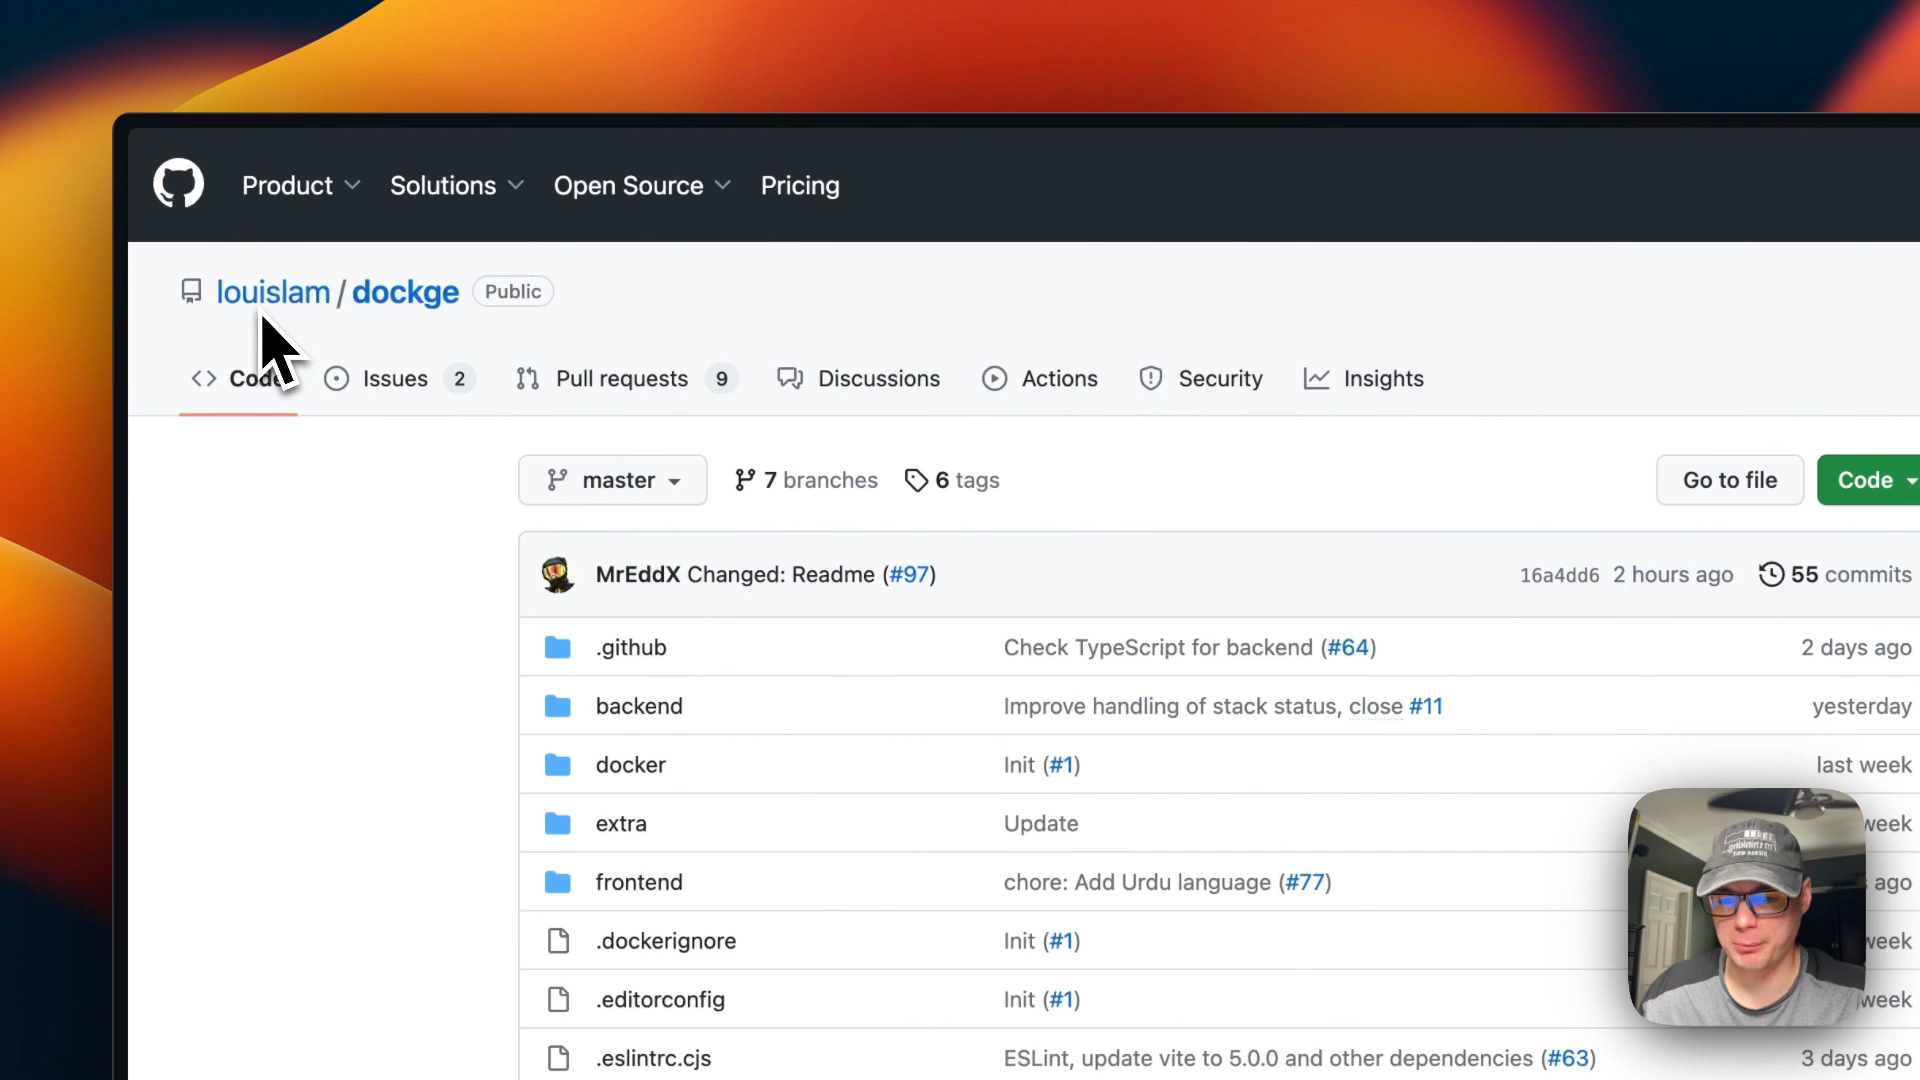 Product Solutions Open Source Pricing
louislam / dockge Public
Code Issues 2 Pull requests 9 Discussions Actions Security Insights
master 7 branches 6 tags Go to file Code
MrEddX Changed: Readme (#97) 16a4dd6 2 hours ago 55 commits
.github Check TypeScript for backend (#64) 2 days ago
backend Improve handling of stack status, close #11 yesterday
docker Init (#1) last week
extra Update week
frontend chore: Add Urdu language (#77) ago
.dockerignore Init (#1) week
.editorconfig Init (#1) week
.eslintrc.cjs ESLint, update vite to 5.0.0 and other dependencies (#63) 3 days ago